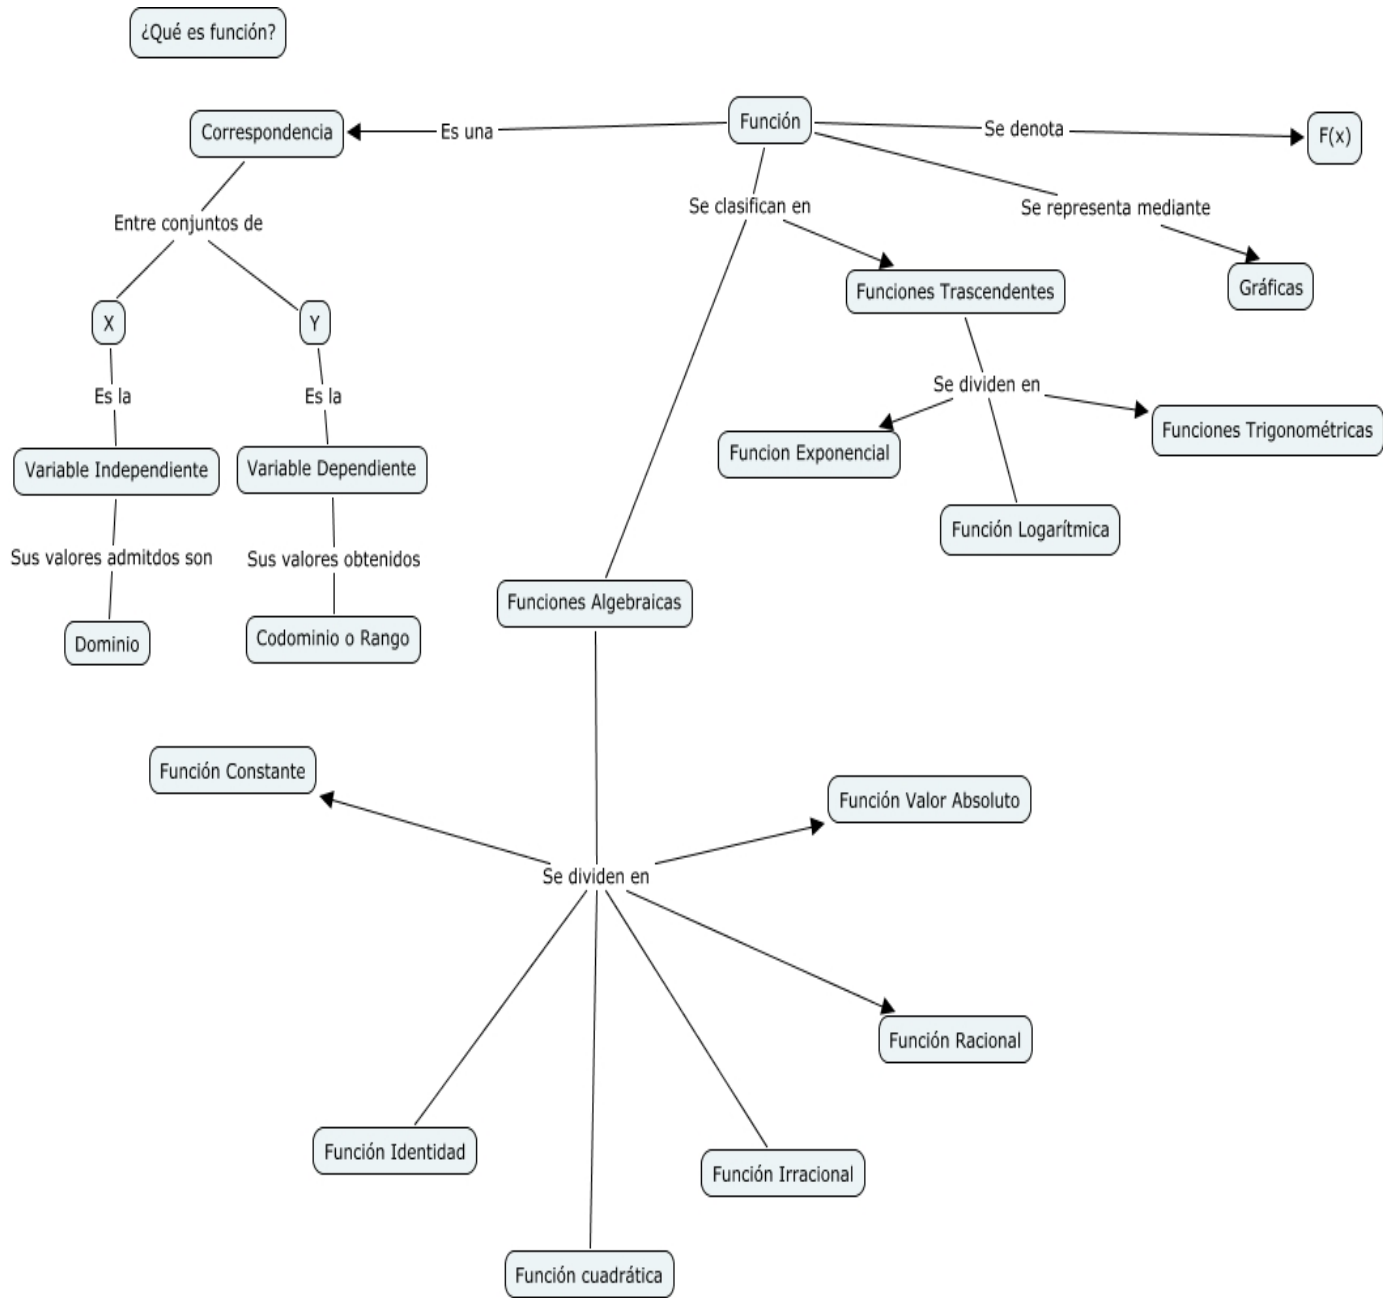 ¿Qué es función?
Función
Correspondencia
Es una
Se denota
F(x)
Se clasifican en
Se representa mediante
Entre conjuntos de
Funciones Trascendentes
Gráficas
X
Y
Se dividen en
Es la
Es la
Funciones Trigonométricas
Funcion Exponencial
Variable Independiente
Variable Dependiente
Función Logarítmica
Sus valores admitdos son
Sus valores obtenidos
Funciones Algebraicas
Dominio
Codominio o Rango
Función Constante
Función Valor Absoluto
Se dividen en
Función Racional
Función Identidad
Función Irracional
Función cuadrática